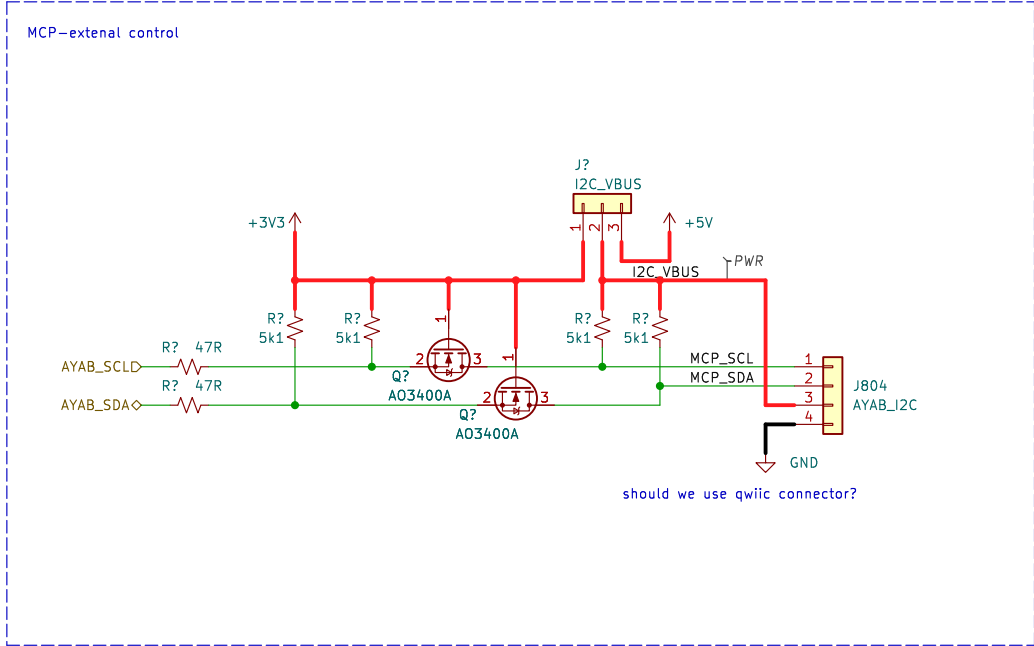 MCP-extenal control
J?
I2C_VBUS
+3V3
1
2
3
+5V
I2C_VBUS
PWR
R?
5k1
R?
5k1
1
R?
5k1
R?
5k1
R? 47R
AYAB_SCL
2
3
1
MCP_SCL
1
R? 47R
Q?
AO3400A
MCP_SDA
2
J804
AYAB_SDA
2
3
3
AYAB_I2C
Q?
AO3400A
4
GND
should we use qwiic connector?